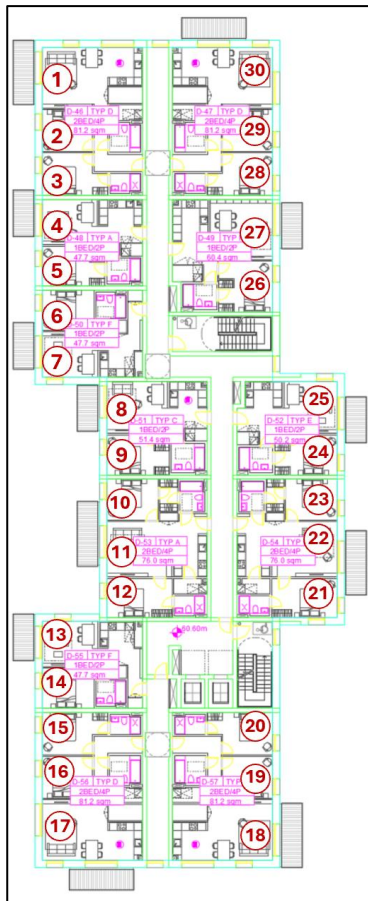 1
30
D-46 TYP D
2BED/4P
81.2 sqm
D-47 TYP D
2BED/4P
81.2 sqm
2
29
3
28
4
27
D-48 TYP A
1BED/2P
47.7 sqm
D-49
1BED/2P
60.4 sqm
5
26
6
D-50 TYP F
1BED/2P
47.7 sqm
7
8
25
D-51 TYP C
1BED/2P
51.4 sqm
D-52 TYP E
1BED/2P
50.2 sqm
9
24
10
23
11
22
D-53 TYP A
2BED/4P
76.0 sqm
D-54
2BED/4P
76.0 sqm
12
21
13
60.60m
D-55 TYP F
1BED/2P
47.7 sqm
14
15
20
16
19
D-56 TYP D
2BED/4P
81.2 sqm
D-57 TYP
2BED/4P
81.2 sqm
17
18